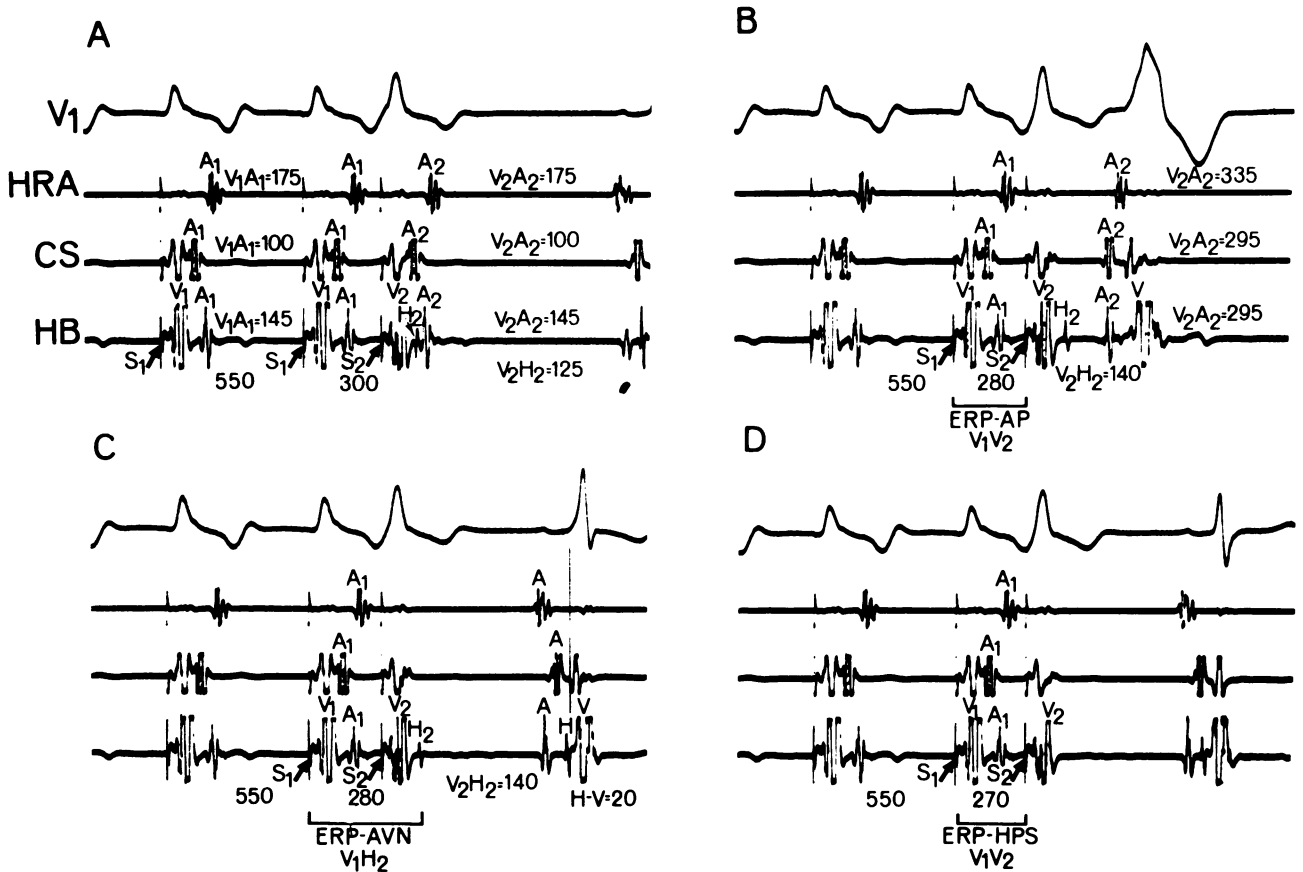 A
V1
A1 A1 A2
HRA V1A1=175 V2A2=175
A1 A1 A2
CS V1A1=100 V2A2=100
V1 A1 V1 A1 V2 H2 A2
HB V1A1=145 V2A2=145
S1 S1 S2 V2H2=125
550 300
B
A1 A2
V2A2=335
A1 A2
V2A2=295
V1 A1 V2 H2 A2 V
V2A2=295
S1 S2 V2H2=140
550 280
ERP-AP
V1V2
C
A1 A
A1 A
V1 A1 V2 H2 A H V
S1 S2 V2H2=140
550 280 H-V=20
ERP-AVN
V1H2
D
A1
A1
V1 A1 V2
S1 S2
550 270
ERP-HPS
V1V2